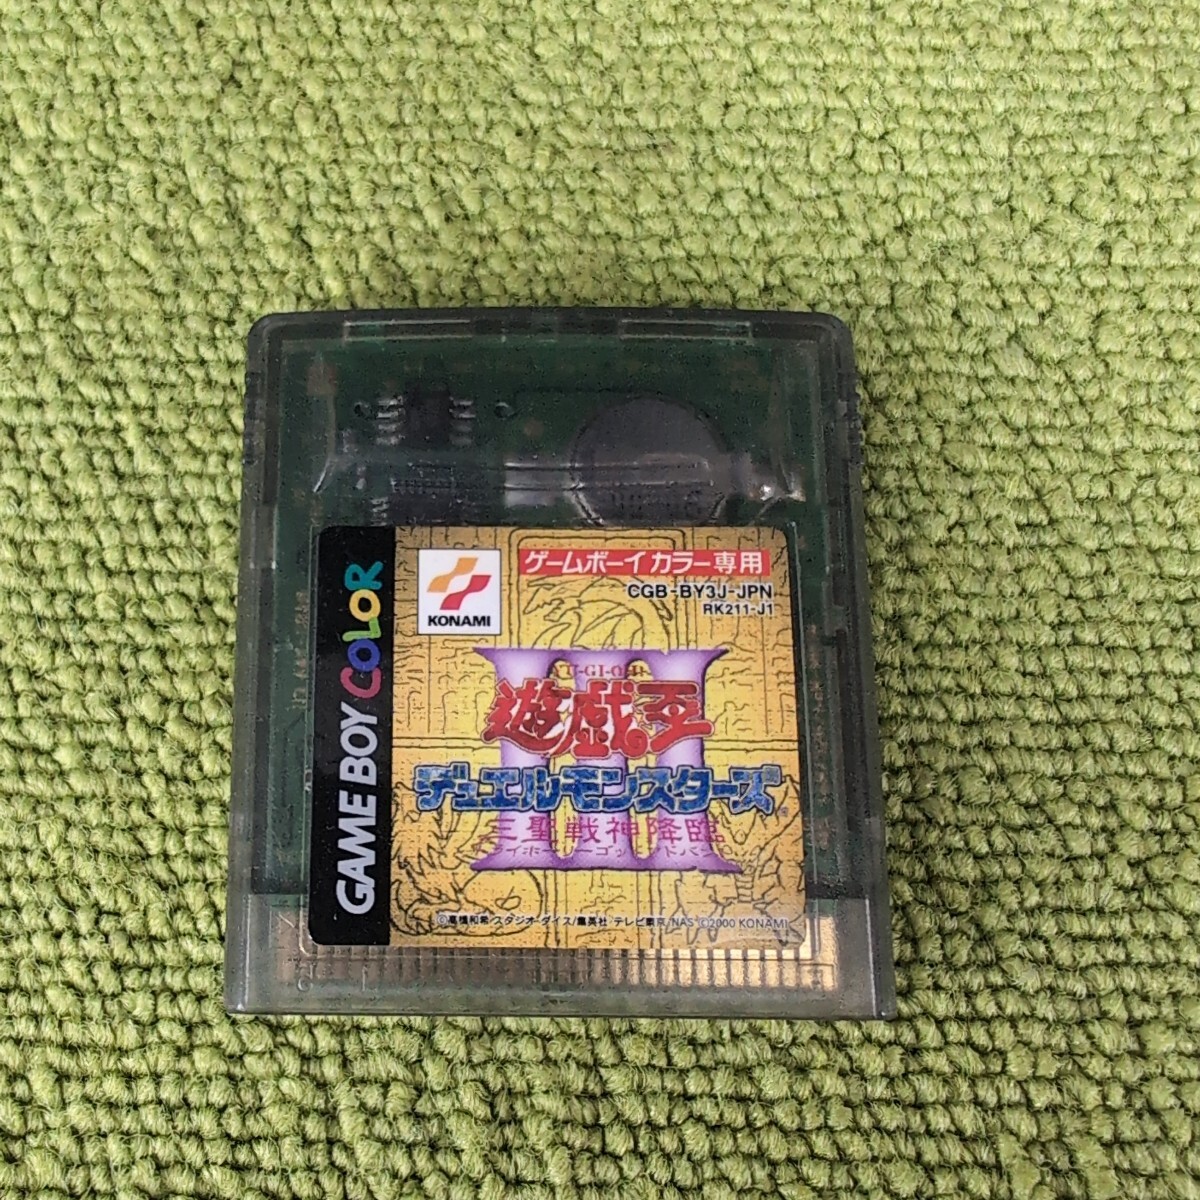 ゲームボーイカラー専用
CGB-BY3J-JPN
RK211-J1
KONAMI
GAME BOY COLOR
YU-GI-OH!
遊戯王
デュエルモンスターズ
III
三聖戦神降臨
©高橋和希 スタジオ・ダイス/集英社・テレビ東京・NAS ©2000 KONAMI